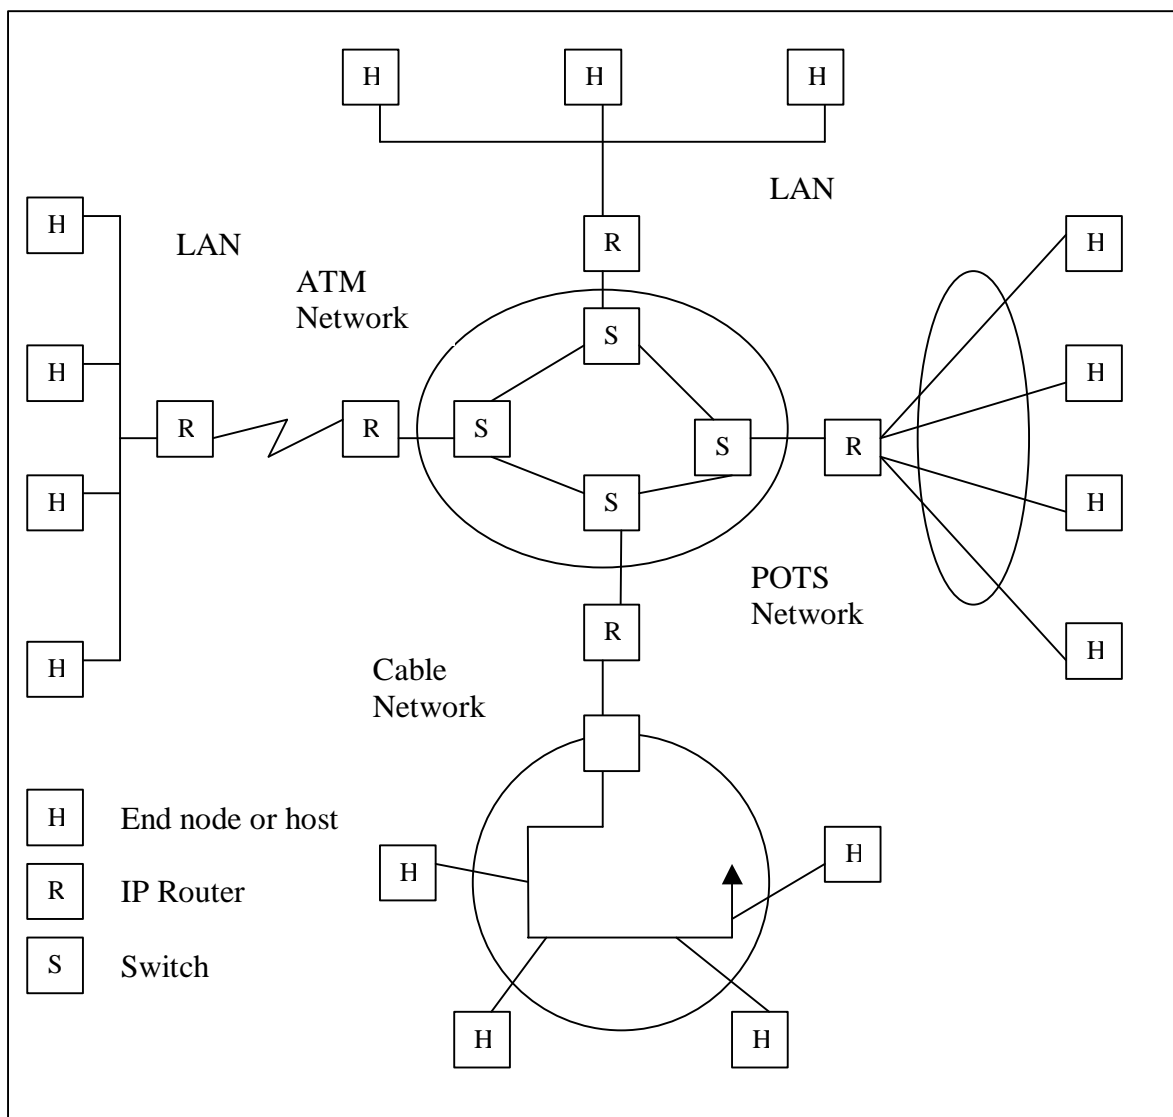 H H H
LAN
H
R
H
LAN
ATM
Network
S
H
H
R
R
S
S
R
H
S
H
POTS
Network
R
H
H
Cable
Network
H End node or host
H
H
R IP Router
S Switch
H
H